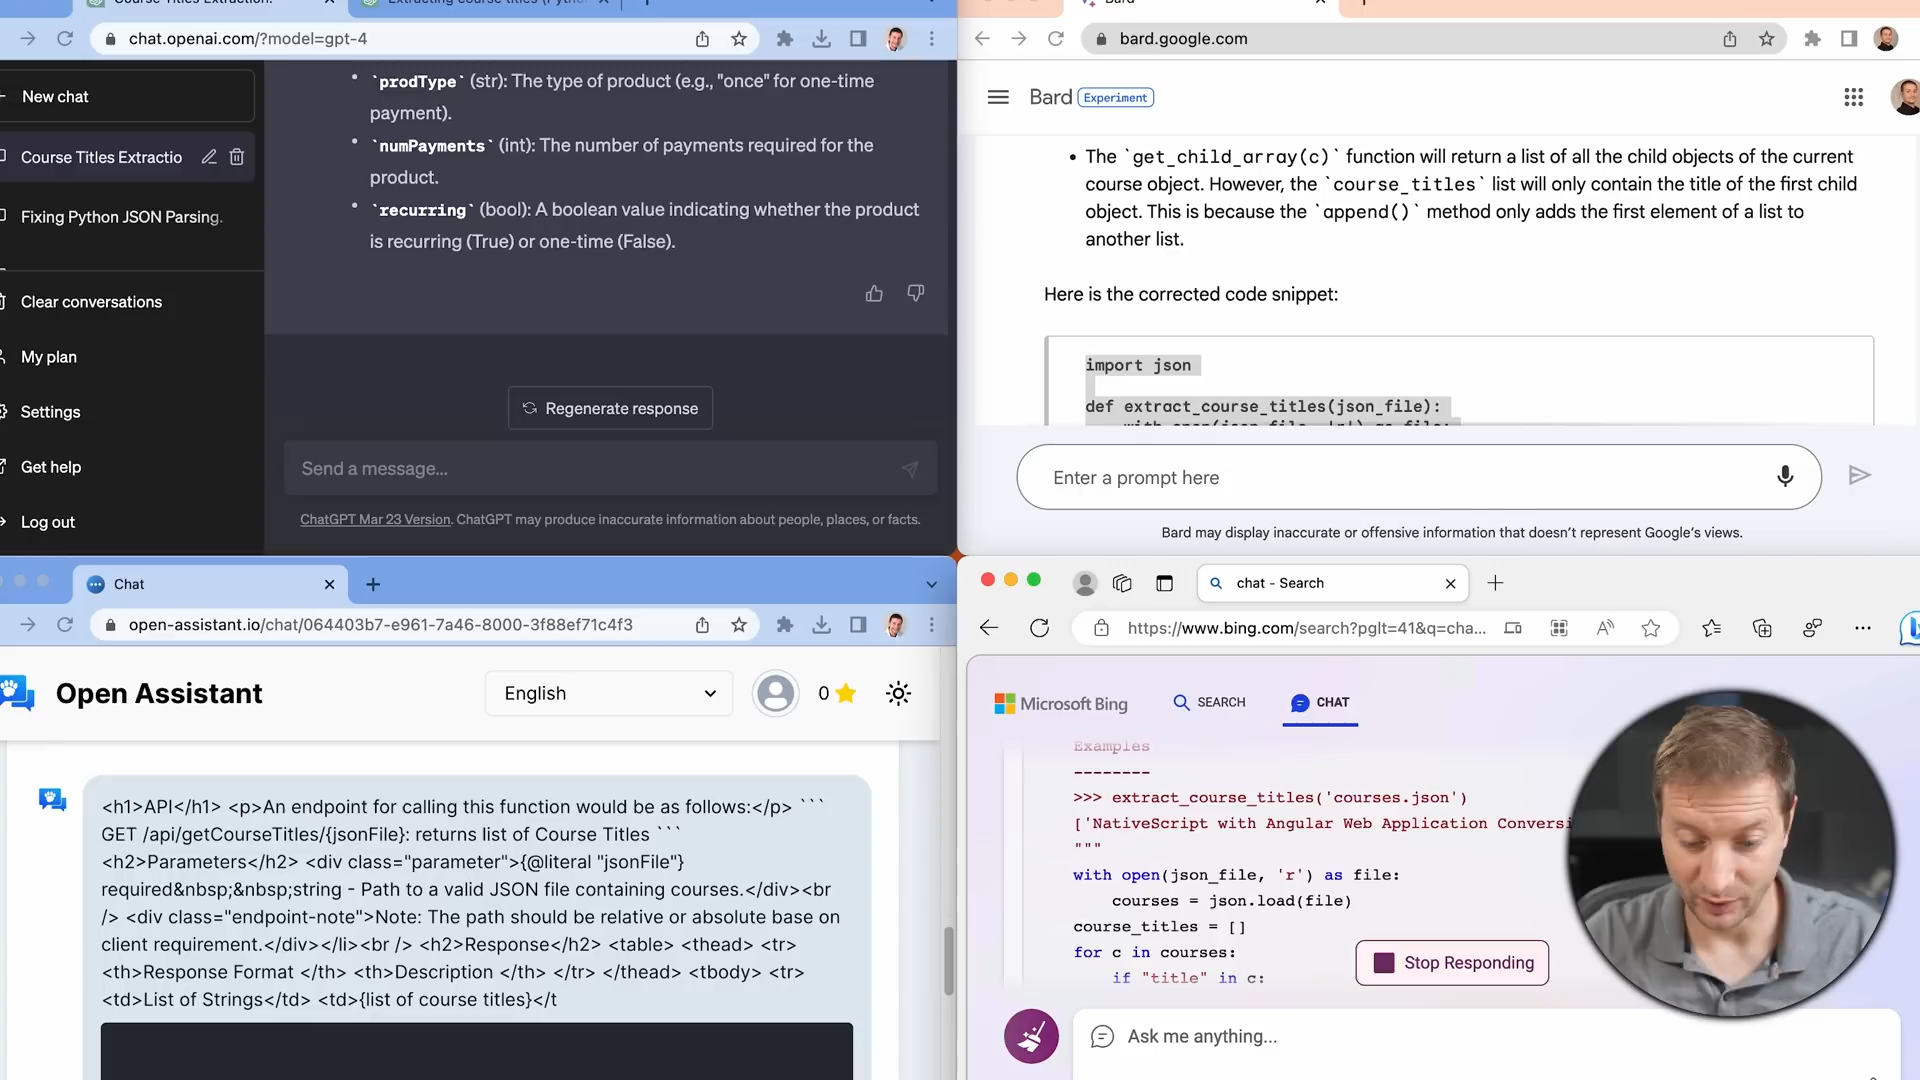 Course Titles Extraction.
Extracting course titles (Pytho
chat.openai.com/?model=gpt-4
New chat
Course Titles Extractio
Fixing Python JSON Parsing.
Clear conversations
My plan
Settings
Get help
Log out
• `prodType` (str): The type of product (e.g., "once" for one-time
payment).
• `numPayments` (int): The number of payments required for the
product.
• `recurring` (bool): A boolean value indicating whether the product
is recurring (True) or one-time (False).
Regenerate response
Send a message...
ChatGPT Mar 23 Version. ChatGPT may produce inaccurate information about people, places, or facts.
Bard
bard.google.com
Bard Experiment
• The `get_child_array(c)` function will return a list of all the child objects of the current
course object. However, the `course_titles` list will only contain the title of the first child
object. This is because the `append()` method only adds the first element of a list to
another list.
Here is the corrected code snippet:
import json
def extract_course_titles(json_file):
with open(json_file, 'r') as file:
Enter a prompt here
Bard may display inaccurate or offensive information that doesn't represent Google's views.
Chat
open-assistant.io/chat/064403b7-e961-7a46-8000-3f88ef71c4f3
Open Assistant
English
0
<h1>API</h1> <p>An endpoint for calling this function would be as follows:</p> ```
GET /api/getCourseTitles/{jsonFile}: returns list of Course Titles ```
<h2>Parameters</h2> <div class="parameter">{@literal "jsonFile"}
required&nbsp;&nbsp;string - Path to a valid JSON file containing courses.</div><br
/> <div class="endpoint-note">Note: The path should be relative or absolute base on
client requirement.</div></li><br /> <h2>Response</h2> <table> <thead> <tr>
<th>Response Format </th> <th>Description </th> </tr> </thead> <tbody> <tr>
<td>List of Strings</td> <td>{list of course titles}</t
chat - Search
https://www.bing.com/search?pglt=41&q=cha...
Microsoft Bing
SEARCH
CHAT
Examples
--------
>>> extract_course_titles('courses.json')
['NativeScript with Angular Web Application Conversi
"""
with open(json_file, 'r') as file:
courses = json.load(file)
course_titles = []
for c in courses:
if "title" in c:
Stop Responding
Ask me anything...